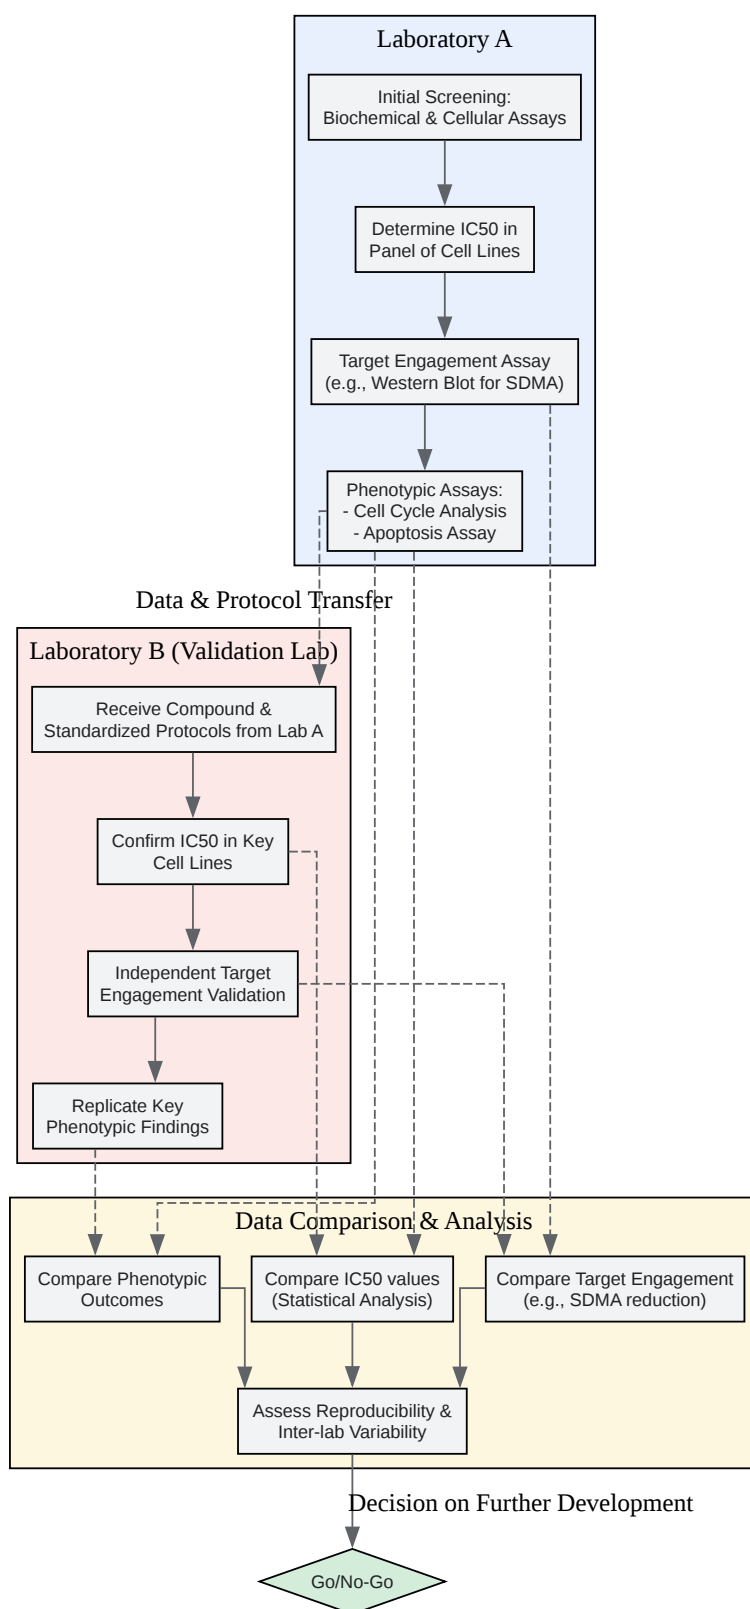 Laboratory A
Initial Screening:
Biochemical & Cellular Assays
Determine IC50 in
Panel of Cell Lines
Target Engagement Assay
(e.g., Western Blot for SDMA)
Phenotypic Assays:
- Cell Cycle Analysis
- Apoptosis Assay
Data & Protocol Transfer
Laboratory B (Validation Lab)
Receive Compound &
Standardized Protocols from Lab A
Confirm IC50 in Key
Cell Lines
Independent Target
Engagement Validation
Replicate Key
Phenotypic Findings
Data Comparison & Analysis
Compare Phenotypic
Outcomes
Compare IC50 values
(Statistical Analysis)
Compare Target Engagement
(e.g., SDMA reduction)
Assess Reproducibility &
Inter-lab Variability
Decision on Further Development
Go/No-Go